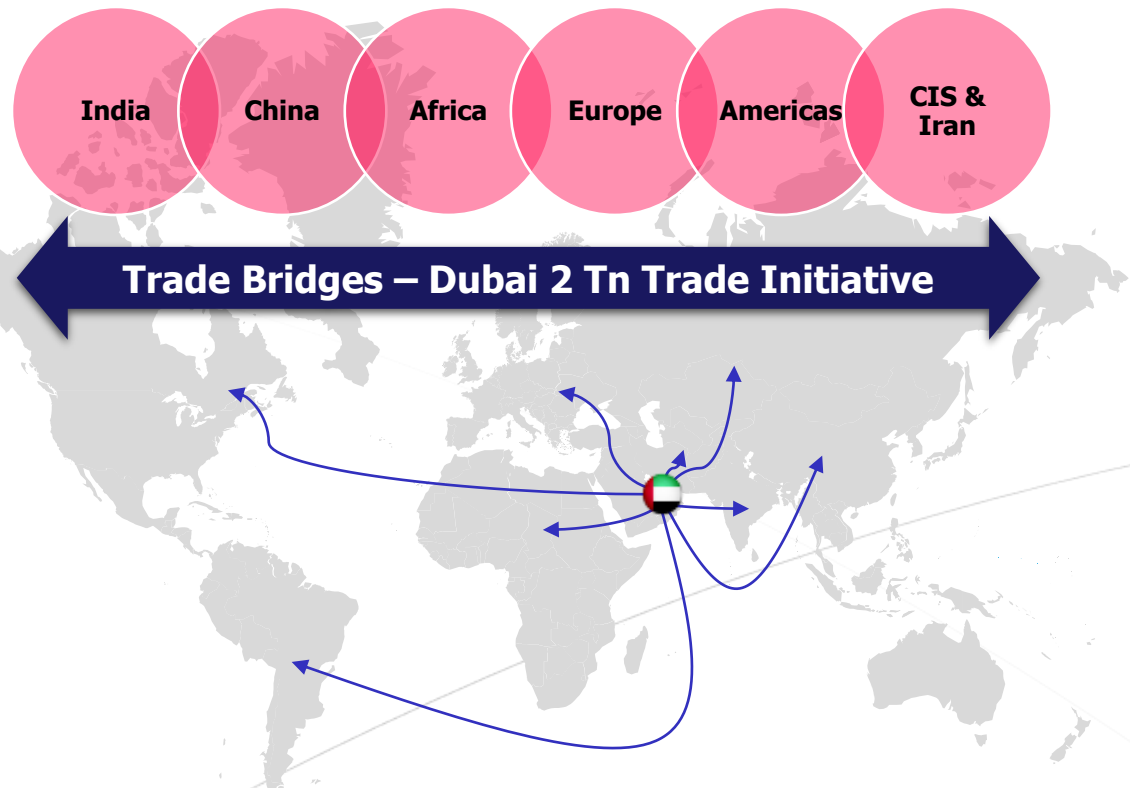 India
China
Africa
Europe
Americas
CIS &
Iran
Trade Bridges – Dubai 2 Tn Trade Initiative